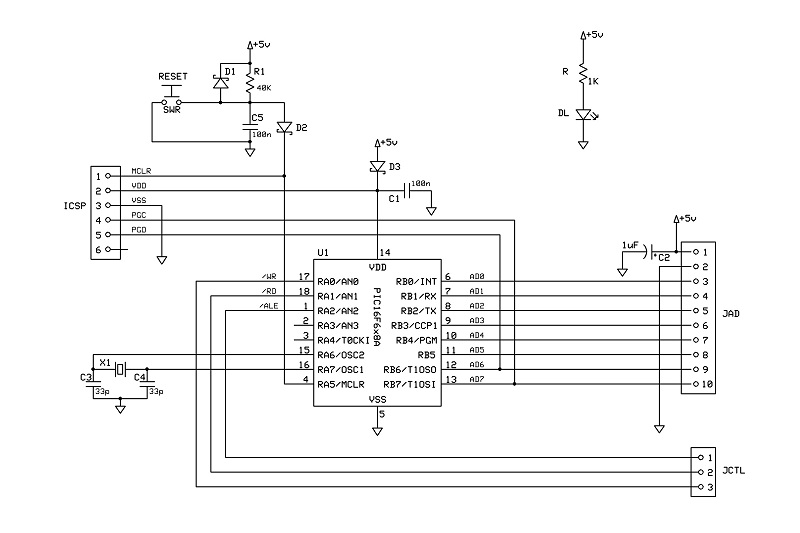 +5v
+5v
R
1K
DL
RESET
SWR
D1
R1
40K
C5
100n
D2
+5v
D3
C1
100n
ICSP
1 MCLR
2 VDD
3 VSS
4 PGC
5 PGD
6
+5v
1uF
+C2
U1
14
VDD
PIC16F6x8A
/WR 17 RA0/AN0
/RD 18 RA1/AN1
/ALE 1 RA2/AN2
2 RA3/AN3
3 RA4/T0CKI
15 RA6/OSC2
16 RA7/OSC1
4 RA5/MCLR
RB0/INT 6 AD0
RB1/RX 7 AD1
RB2/TX 8 AD2
RB3/CCP1 9 AD3
RB4/PGM 10 AD4
RB5 11 AD5
RB6/T1OSO 12 AD6
RB7/T1OSI 13 AD7
VSS
5
X1
C3
33p
C4
33p
JAD
1
2
3
4
5
6
7
8
9
10
JCTL
1
2
3